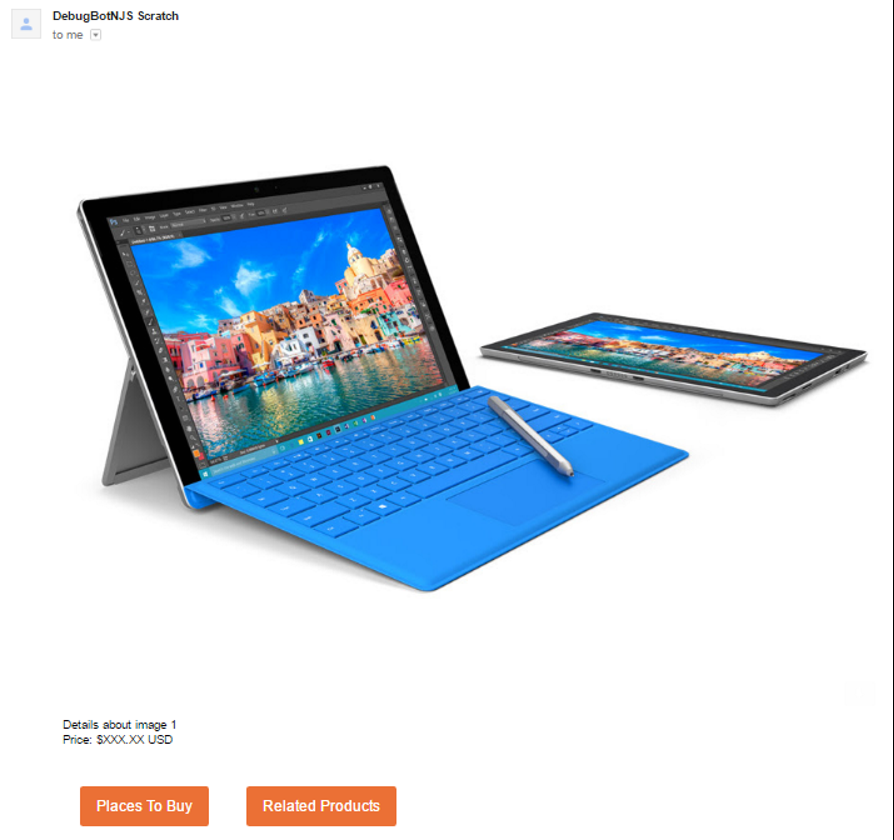 DebugBotNJS Scratch
to me
Details about image 1
Price: $XXX.XX USD
Places To Buy
Related Products